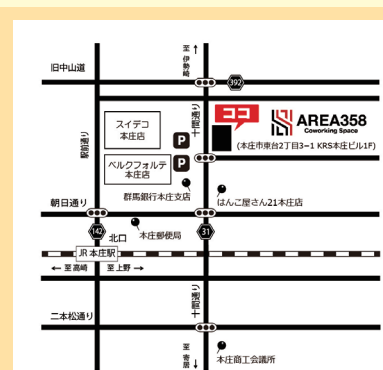 至 伊勢崎 ↑
旧中山道
392
十間通り
ココ
AREA358
Coworking Space
スイデコ
本庄店
P
(本庄市東台2丁目3-1 KRS本庄ビル1F)
駅前通り
ベルクフォルテ
本庄店
P
群馬銀行本庄支店
はんこ屋さん21本庄店
朝日通り
142
北口
本庄郵便局
31
JR 本庄駅
← 至 高崎
至 上野 →
十間通り
二本松通り
至 寄居 ↓
本庄商工会議所